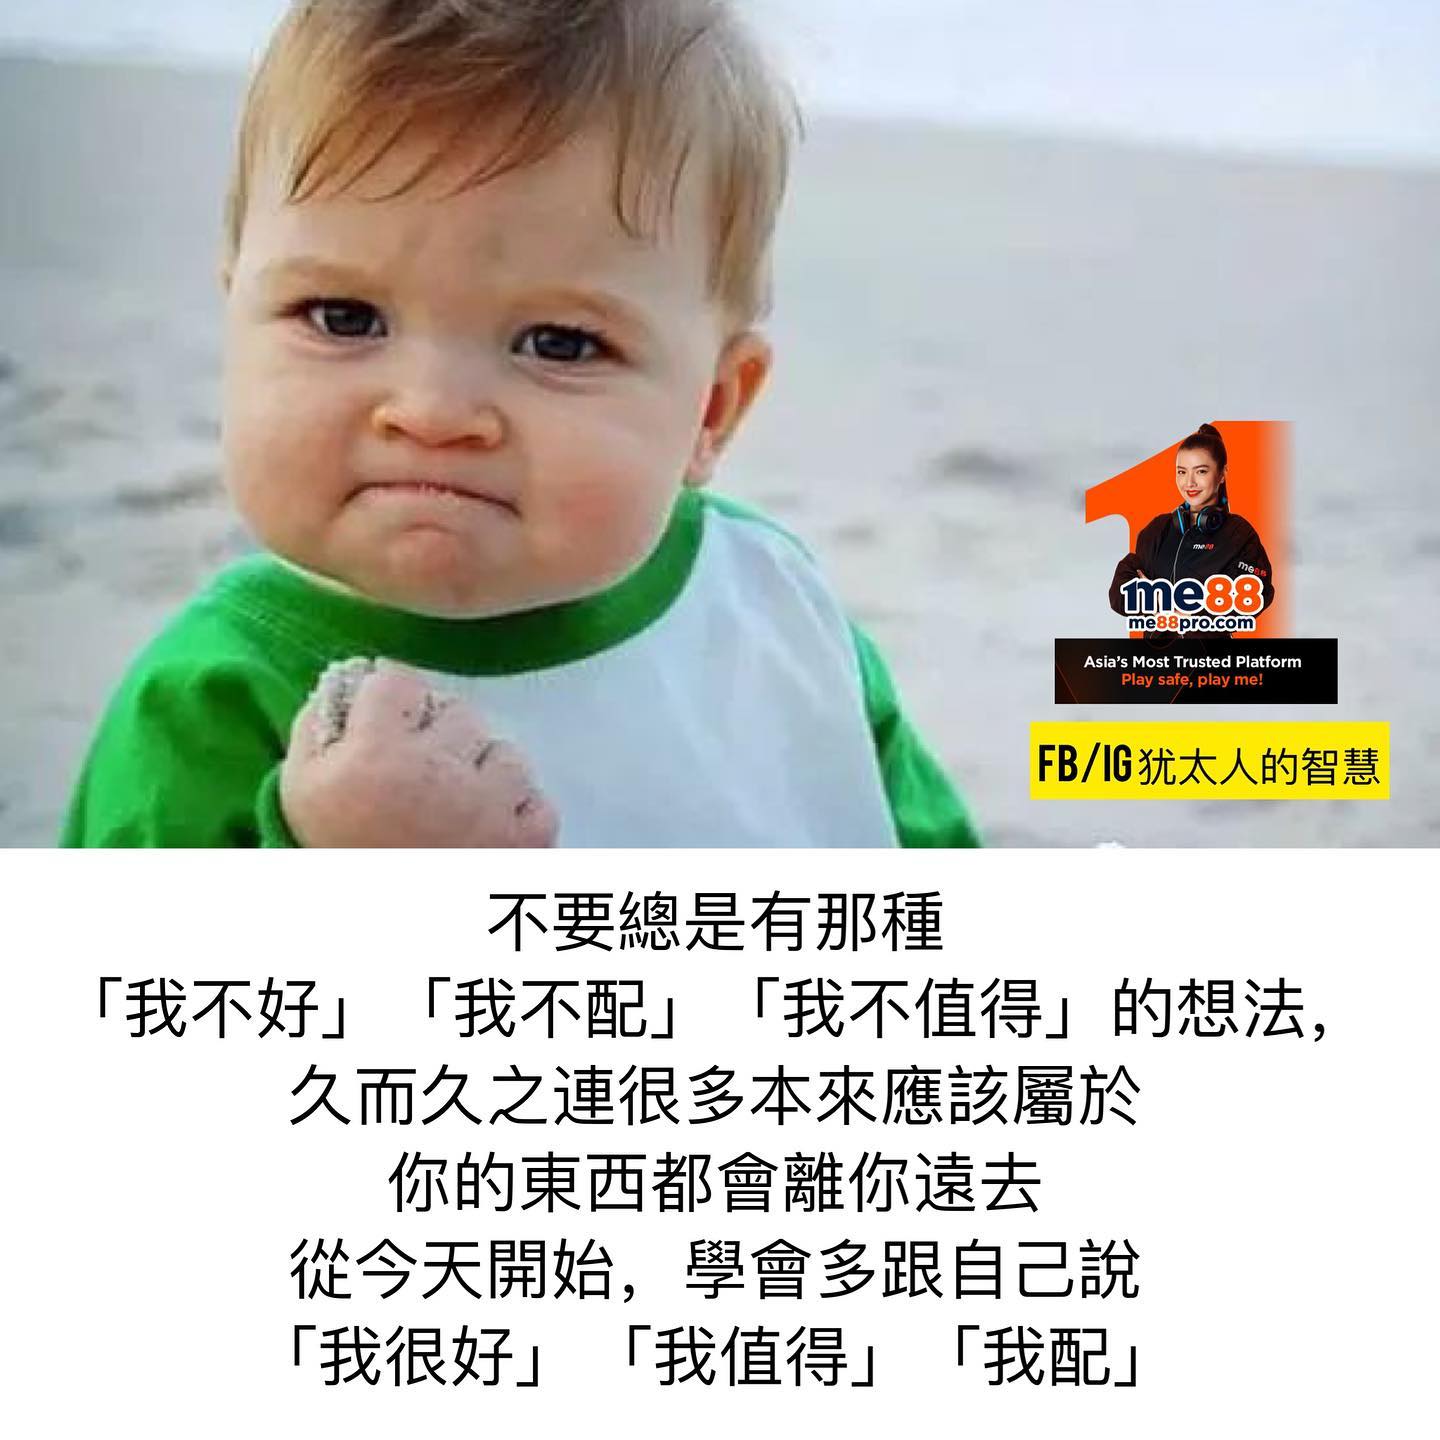 me88
me88
1me88
me88pro.com
Asia's Most Trusted Platform
Play safe, play me!
FB/IG犹太人的智慧
不要總是有那種
「我不好」「我不配」「我不值得」的想法，
久而久之連很多本來應該屬於
你的東西都會離你遠去
從今天開始，學會多跟自己說
「我很好」「我值得」「我配」